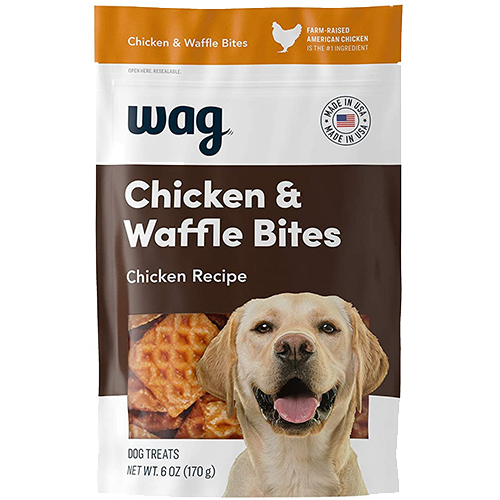 Chicken & Waffle Bites
FARM-RAISED
AMERICAN CHICKEN
IS THE #1 INGREDIENT
OPEN HERE. RESEALABLE.
wag
MADE IN USA
MADE IN USA
Chicken &
Waffle Bites
Chicken Recipe
DOG TREATS
NET WT. 6 OZ (170 g)